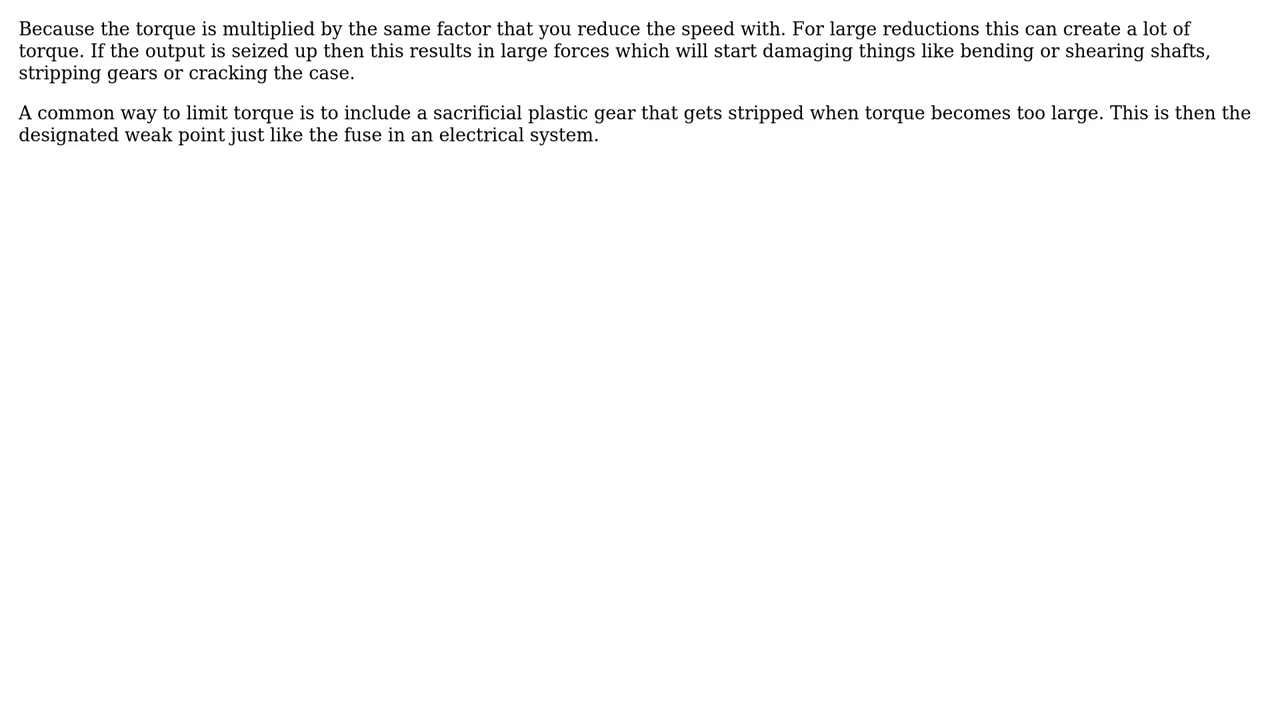 Because the torque is multiplied by the same factor that you reduce the speed with. For large reductions this can create a lot of
torque. If the output is seized up then this results in large forces which will start damaging things like bending or shearing shafts,
stripping gears or cracking the case.
A common way to limit torque is to include a sacrificial plastic gear that gets stripped when torque becomes too large. This is then the
designated weak point just like the fuse in an electrical system.